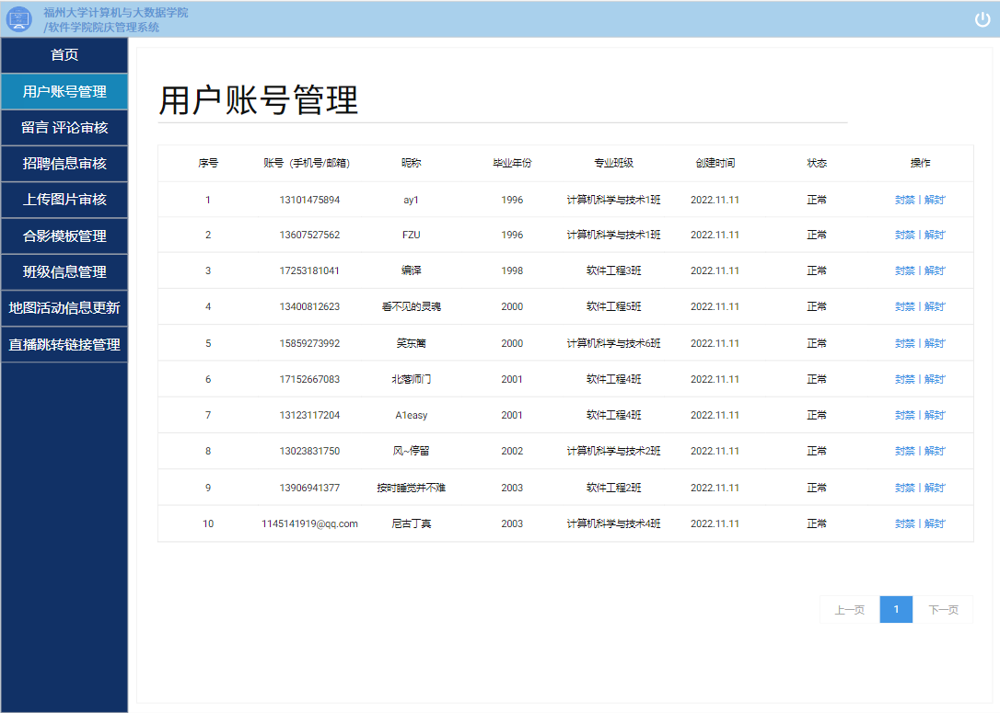 福州大学计算机与大数据学院
/软件学院院庆管理系统
首页
用户账号管理
留言 评论审核
招聘信息审核
上传图片审核
合影模板管理
班级信息管理
地图活动信息更新
直播跳转链接管理
用户账号管理
序号 账号（手机号/邮箱） 昵称 毕业年份 专业班级 创建时间 状态 操作
1 13101475894 ay1 1996 计算机科学与技术1班 2022.11.11 正常 封禁 | 解封
2 13607527562 FZU 1996 计算机科学与技术1班 2022.11.11 正常 封禁 | 解封
3 17253181041 编译 1998 软件工程3班 2022.11.11 正常 封禁 | 解封
4 13400812623 看不见的灵魂 2000 软件工程5班 2022.11.11 正常 封禁 | 解封
5 15859273992 笑东篱 2000 计算机科学与技术6班 2022.11.11 正常 封禁 | 解封
6 17152667083 北落师门 2001 软件工程4班 2022.11.11 正常 封禁 | 解封
7 13123117204 A1easy 2001 软件工程4班 2022.11.11 正常 封禁 | 解封
8 13023831750 风~停留 2002 计算机科学与技术2班 2022.11.11 正常 封禁 | 解封
9 13906941377 按时睡觉并不难 2003 软件工程2班 2022.11.11 正常 封禁 | 解封
10 1145141919@qq.com 尼古丁真 2003 计算机科学与技术4班 2022.11.11 正常 封禁 | 解封
上一页 1 下一页